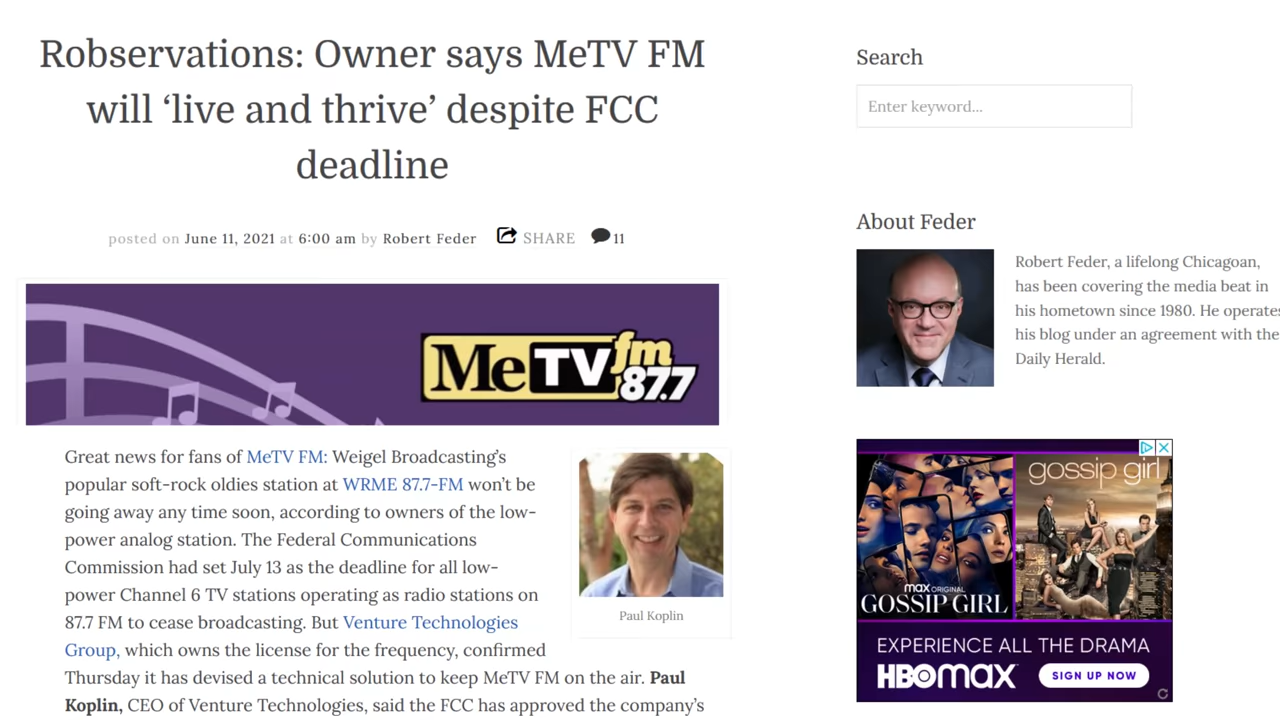 Robservations: Owner says MeTV FM
will ‘live and thrive’ despite FCC
deadline
posted on June 11, 2021 at 6:00 am by Robert Feder SHARE 11
MeTV fm
87.7
Great news for fans of MeTV FM: Weigel Broadcasting’s
popular soft-rock oldies station at WRME 87.7-FM won’t be
going away any time soon, according to owners of the low-
power analog station. The Federal Communications
Commission had set July 13 as the deadline for all low-
power Channel 6 TV stations operating as radio stations on
87.7 FM to cease broadcasting. But Venture Technologies
Group, which owns the license for the frequency, confirmed
Thursday it has devised a technical solution to keep MeTV FM on the air. Paul
Koplin, CEO of Venture Technologies, said the FCC has approved the company’s
Paul Koplin
Search
Enter keyword...
About Feder
Robert Feder, a lifelong Chicagoan,
has been covering the media beat in
his hometown since 1980. He operates
his blog under an agreement with the
Daily Herald.
gossip girl
max ORIGINAL
GOSSIP GIRL
EXPERIENCE ALL THE DRAMA
HBOmax
SIGN UP NOW